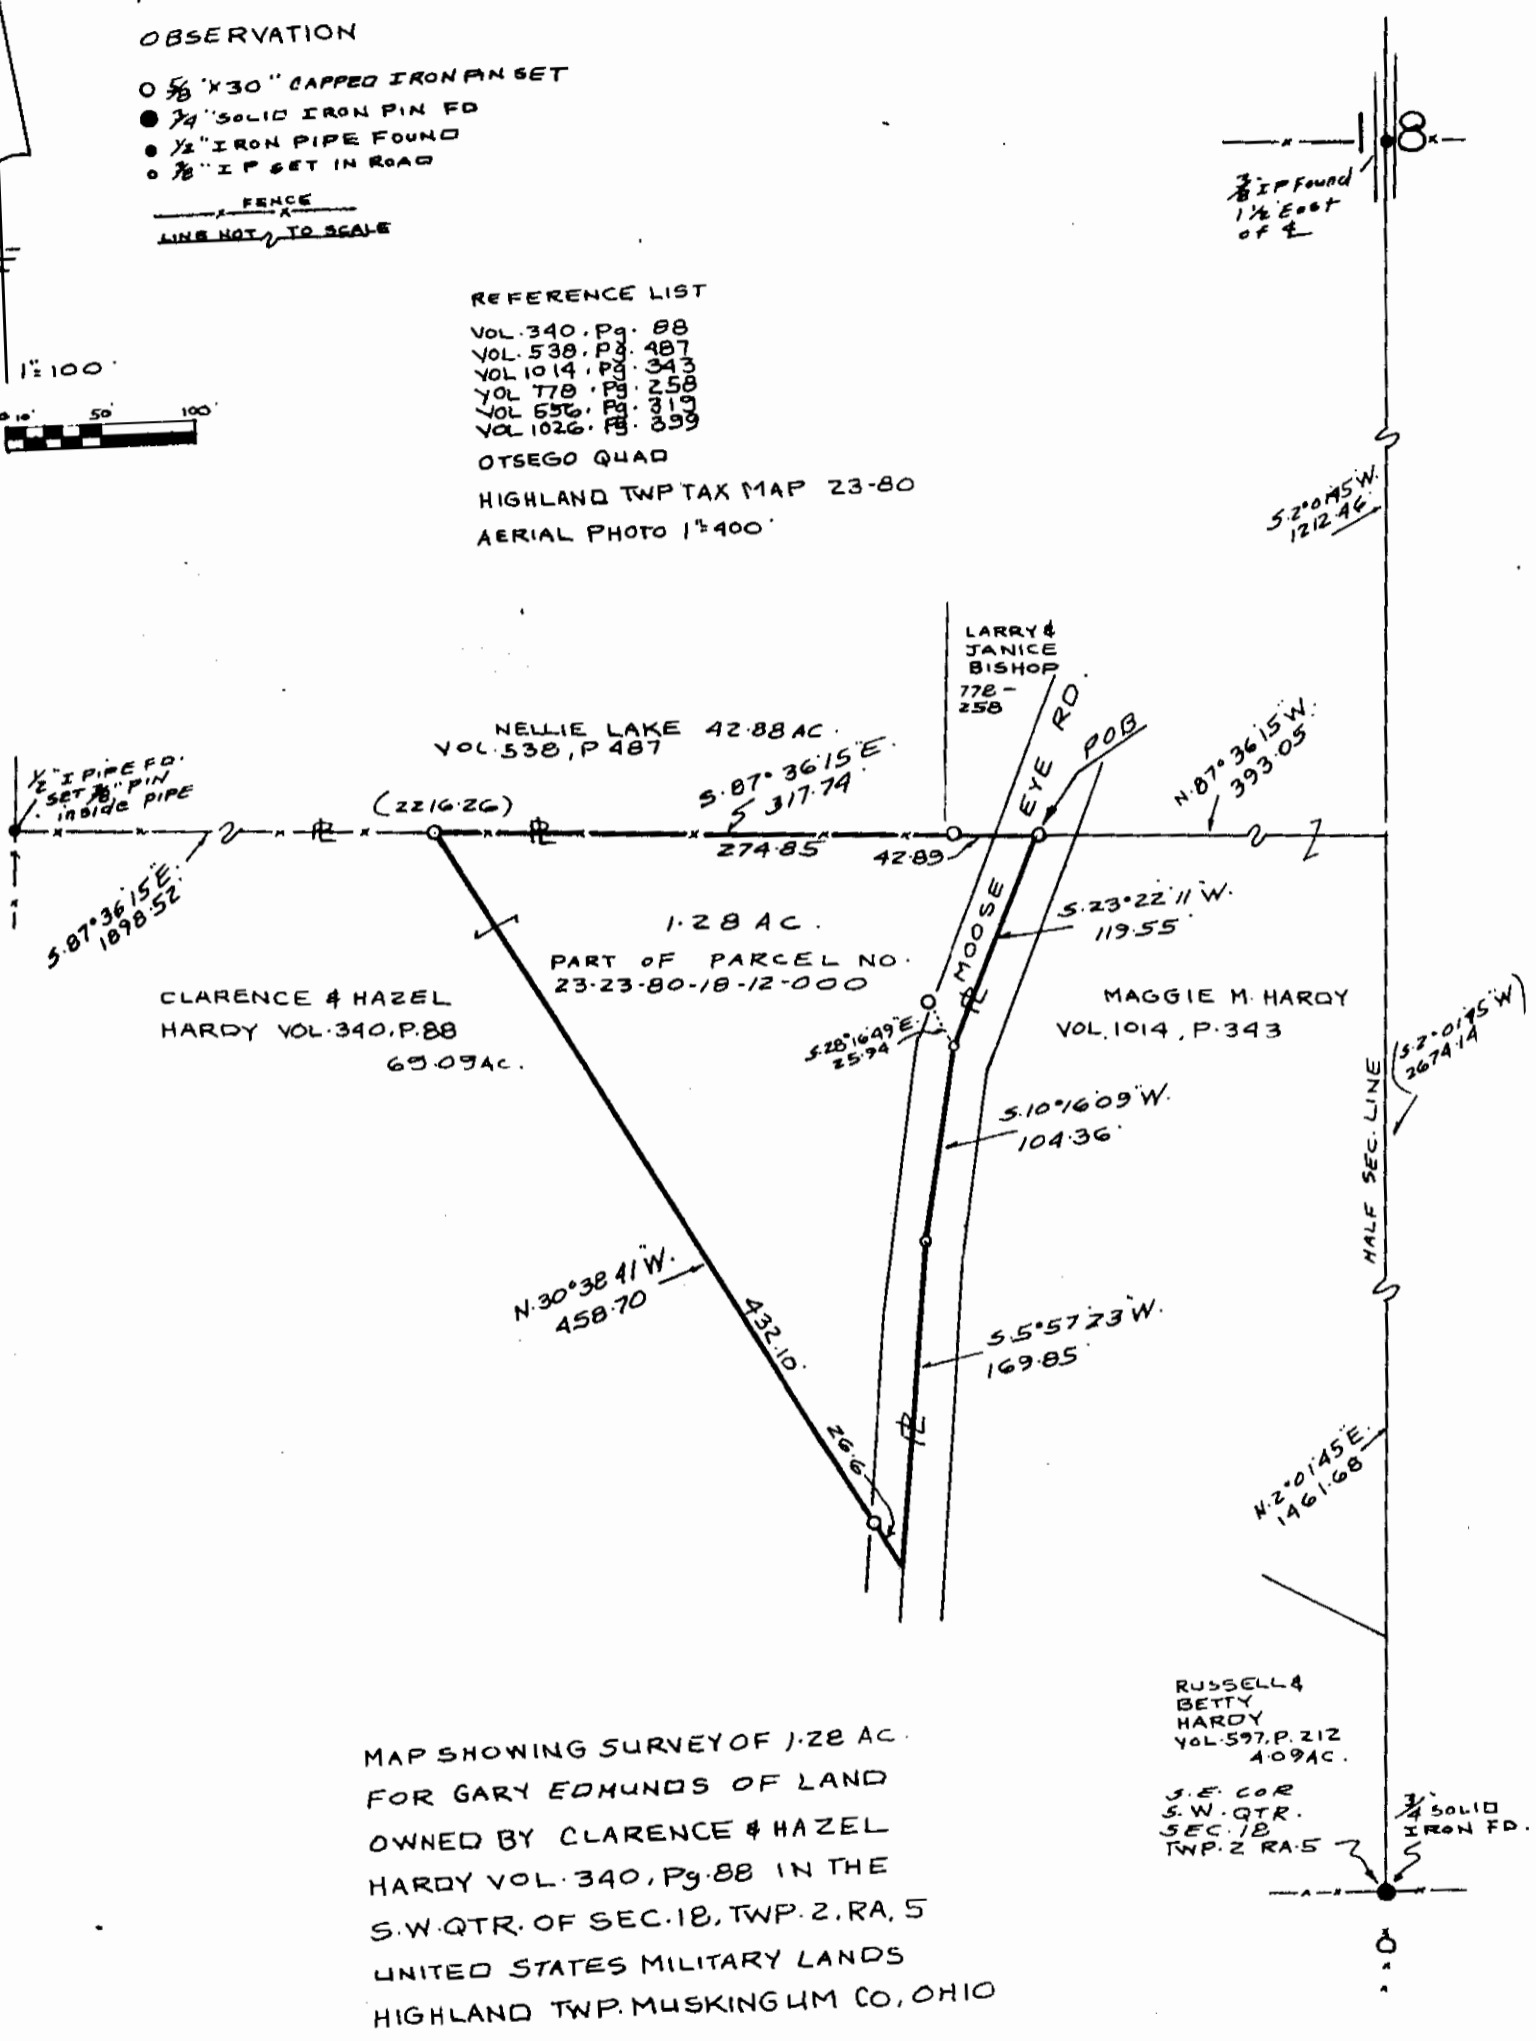 OBSERVATION
5/8"X30" CAPPED IRON PIN SET
3/4" SOLID IRON PIN FD
1/2" IRON PIPE FOUND
I P SET IN ROAD
FENCE
LINE NOT TO SCALE
1"=100'
0 10' 50' 100'
REFERENCE LIST
VOL. 340, Pg. 88
VOL. 538, Pg. 487
VOL 1014, Pg. 343
VOL 778, Pg. 258
VOL 556, Pg. 319
VOL 1026, Pg. 399
OTSEGO QUAD
HIGHLAND TWP TAX MAP 23-80
AERIAL PHOTO 1"=400'
18
IP Found
1 1/2 East
of ℄
S.2°01'45"W.
1212.46'
LARRY &
JANICE
BISHOP
778-
258
NELLIE LAKE 42.88 AC.
VOL. 538, P 487
S.87°36'15"E.
317.74'
MOOSE EYE RD.
POB
N.87°36'15"W.
393.05'
1/2" I PIPE FD.
SET PIN
inside PIPE
(2216.26)
PL
PL
274.85
42.89
S.87°36'15"E.
1898.52'
S.23°22'11"W.
119.55'
1.28 AC.
PART OF PARCEL NO.
23-23-80-18-12-000
CLARENCE & HAZEL
HARDY VOL. 340, P. 88
69.09 AC.
PL
MAGGIE M. HARDY
VOL. 1014, P. 343
S.28°16'49"E.
25.94
(S.2°01'45"W)
2674.14
HALF SEC. LINE
S.10°16'09"W.
104.36'
N.30°38'41"W.
458.70
432.10'
S.5°57'23"W.
169.85'
PL
26.6
N.2°01'45"E.
1461.68
RUSSELL &
BETTY
HARDY
VOL. 597, P. 212
4.09 AC.
S.E. COR
S.W. QTR.
SEC. 18
TWP. 2 RA. 5
3/4" SOLID
IRON FD.
MAP SHOWING SURVEY OF 1.28 AC.
FOR GARY EDMUNDS OF LAND
OWNED BY CLARENCE & HAZEL
HARDY VOL. 340, Pg. 88 IN THE
S.W. QTR. OF SEC. 18, TWP. 2, RA. 5
UNITED STATES MILITARY LANDS
HIGHLAND TWP. MUSKINGUM CO, OHIO